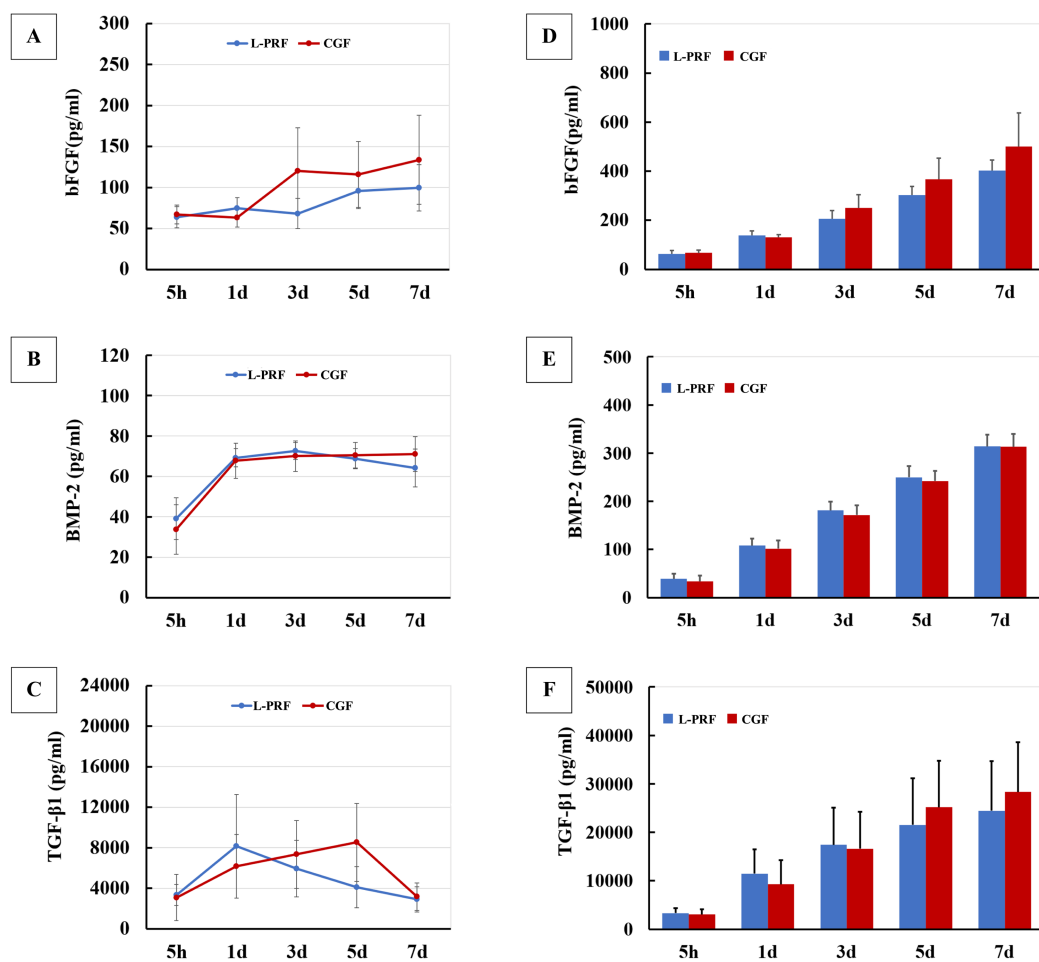 A
bFGF(pg/ml)
300
250
200
150
100
50
0
L-PRF CGF
5h 1d 3d 5d 7d
D
bFGF(pg/ml)
1000
800
600
400
200
0
L-PRF CGF
5h 1d 3d 5d 7d
B
BMP-2 (pg/ml)
120
100
80
60
40
20
0
L-PRF CGF
5h 1d 3d 5d 7d
E
BMP-2 (pg/ml)
500
400
300
200
100
0
L-PRF CGF
5h 1d 3d 5d 7d
C
TGF-β1 (pg/ml)
24000
20000
16000
12000
8000
4000
0
L-PRF CGF
5h 1d 3d 5d 7d
F
TGF-β1 (pg/ml)
50000
40000
30000
20000
10000
0
L-PRF CGF
5h 1d 3d 5d 7d